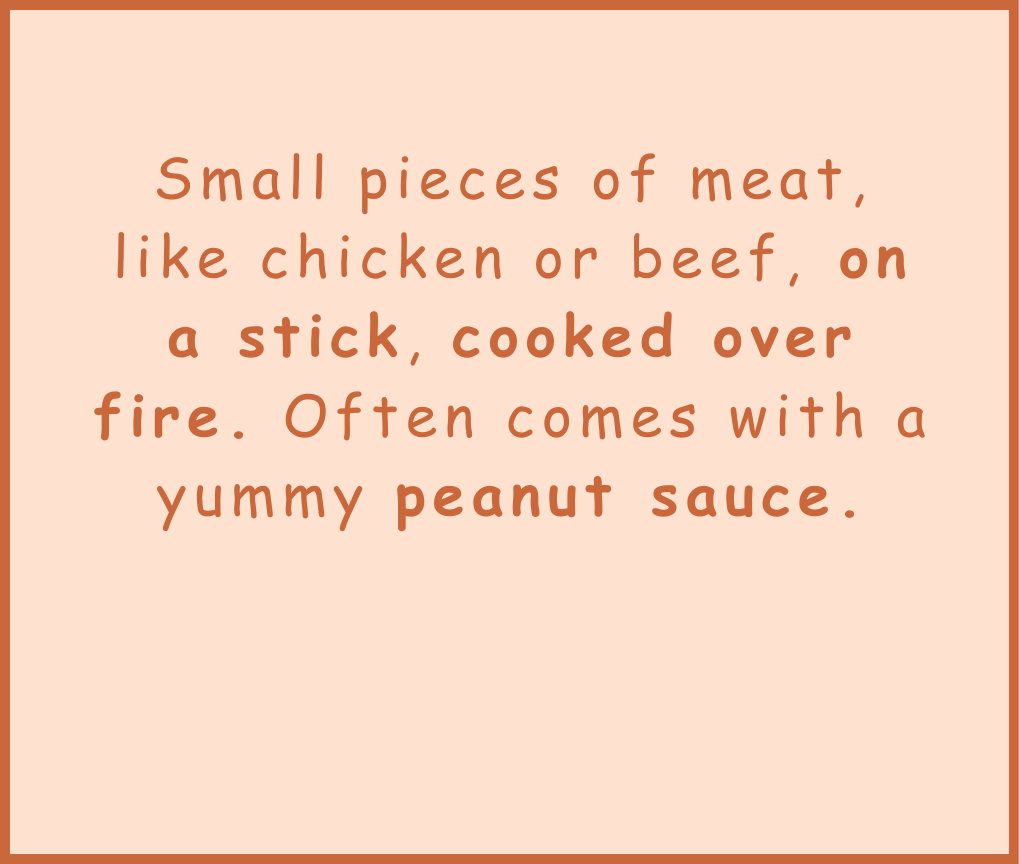 Small pieces of meat,
like chicken or beef, on
a stick, cooked over
fire. Often comes with a
yummy peanut sauce.